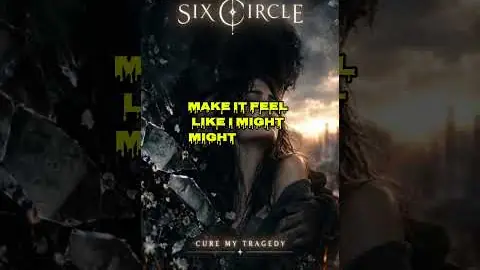 SIX CIRCLE
MAKE IT FEEL
LIKE I MIGHT
MIGHT
CURE MY TRAGEDY